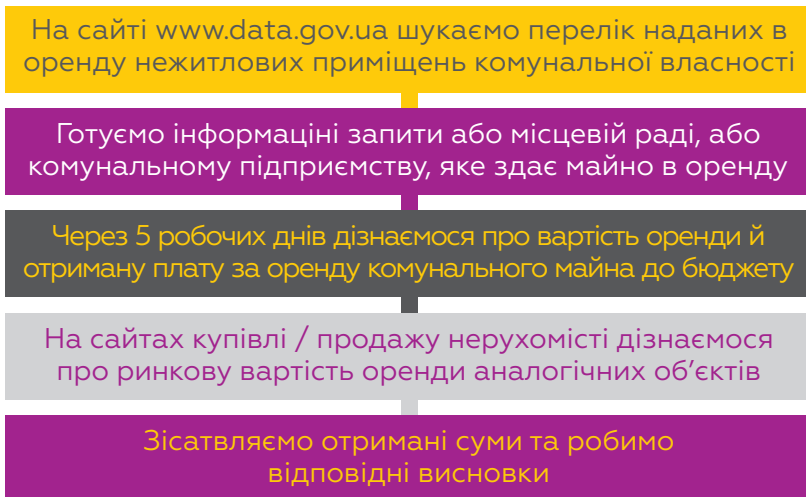 На сайті www.data.gov.ua шукаємо перелік наданих в
оренду нежитлових приміщень комунальної власності
Готуємо інформаціні запити або місцевій раді, або
комунальному підприємству, яке здає майно в оренду
Через 5 робочих днів дізнаємося про вартість оренди й
отриману плату за оренду комунального майна до бюджету
На сайтах купівлі / продажу нерухомісті дізнаємося
про ринкову вартість оренди аналогічних об’єктів
Зісатвляємо отримані суми та робимо
відповідні висновки